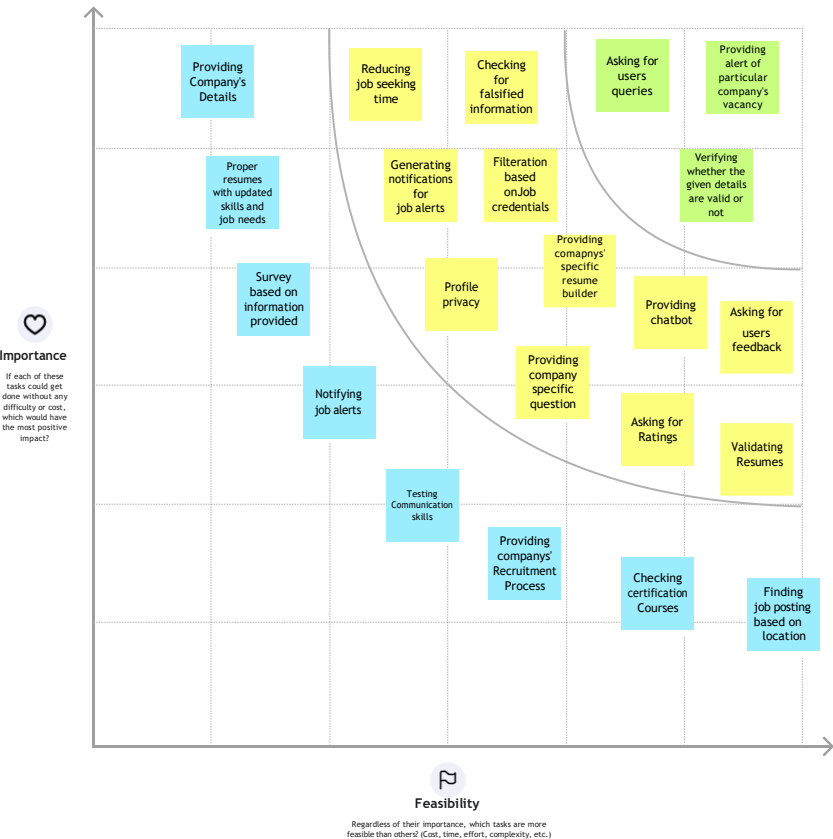 Providing
Company's
Details
Reducing
job seeking
time
Checking
for
falsified
information
Asking for
users
queries
Providing
alert of
particular
company's
vacancy
Proper
resumes
with updated
skills and
job needs
Generating
notifications
for
job alerts
Filteration
based
onJob
credentials
Verifying
whether the
given details
are valid or
not
Survey
based on
information
provided
Profile
privacy
Providing
comapnys'
specific
resume
builder
Providing
chatbot
Asking for
users
feedback
Importance
If each of these
tasks could get
done without any
difficulty or cost,
which would have
the most positive
impact?
Notifying
job alerts
Providing
company
specific
question
Asking for
Ratings
Validating
Resumes
Testing
Communication
skills
Providing
companys'
Recruitment
Process
Checking
certification
Courses
Finding
job posting
based on
location
Feasibility
Regardless of their importance, which tasks are more
feasible than others? (Cost, time, effort, complexity, etc.)